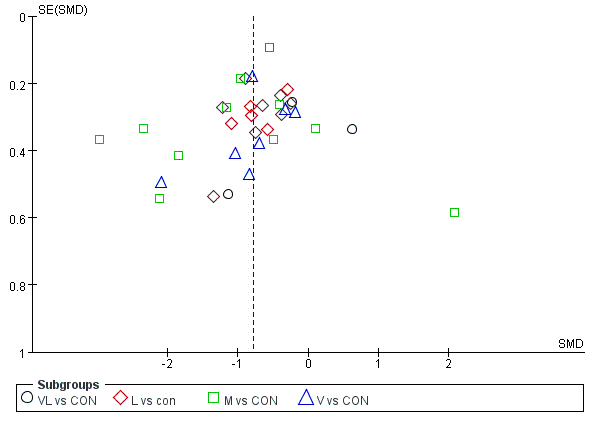 SE(SMD)
0
0.2
0.4
0.6
0.8
1
SMD
-2 -1 0 1 2
Subgroups
VL vs CON L vs con M vs CON V vs CON